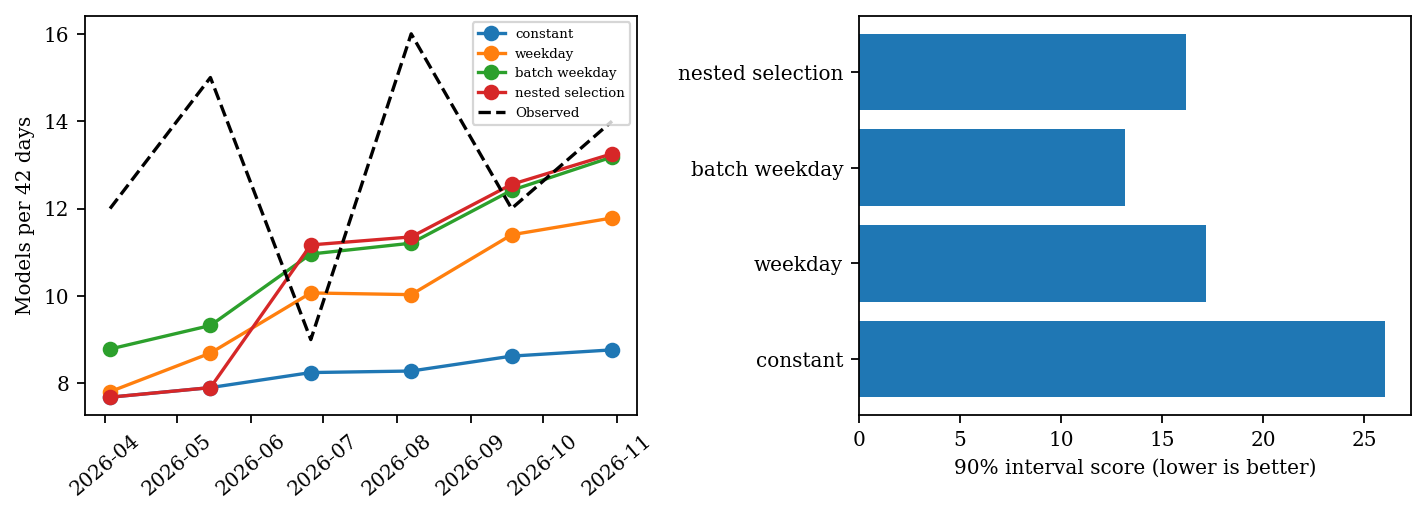 Models per 42 days
16
14
12
10
8
2026-04
2026-05
2026-06
2026-07
2026-08
2026-09
2026-10
2026-11
constant
weekday
batch weekday
nested selection
Observed
nested selection
batch weekday
weekday
constant
0
5
10
15
20
25
90% interval score (lower is better)